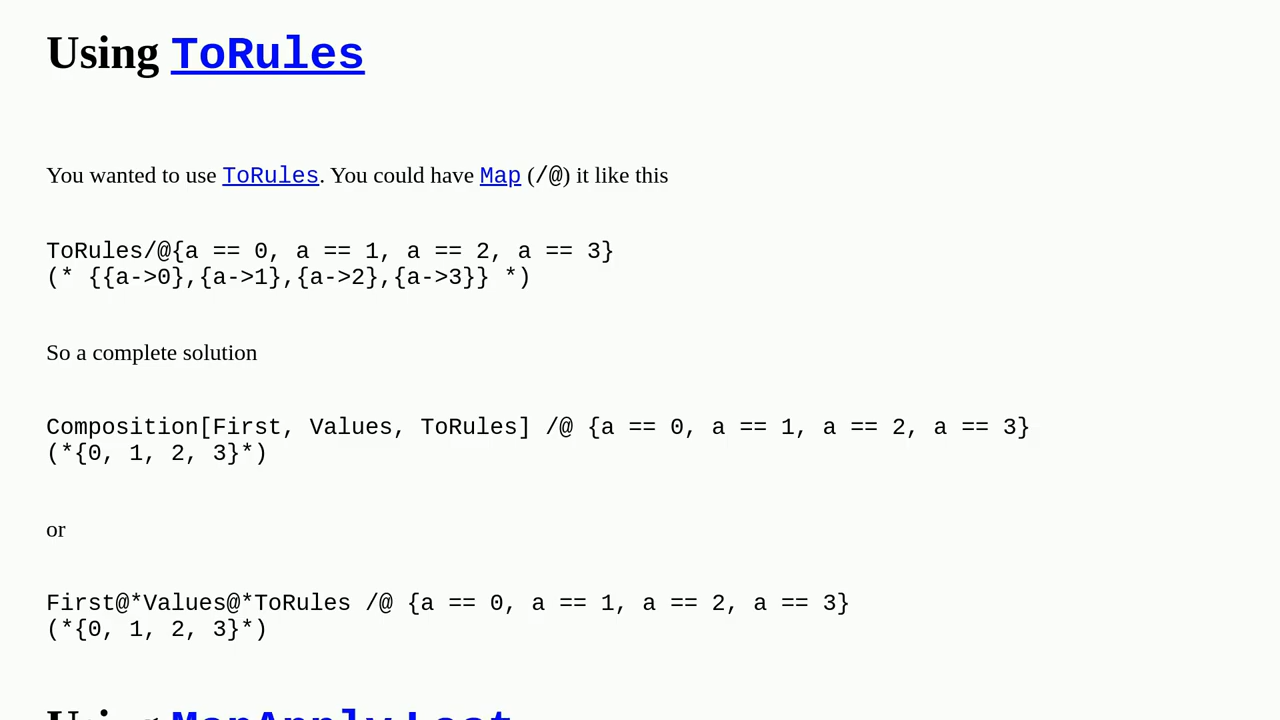 Using ToRules
You wanted to use ToRules. You could have Map (/@) it like this
ToRules/@{a == 0, a == 1, a == 2, a == 3}
(* {{a->0},{a->1},{a->2},{a->3}} *)
So a complete solution
Composition[First, Values, ToRules] /@ {a == 0, a == 1, a == 2, a == 3}
(*{0, 1, 2, 3}*)
or
First@*Values@*ToRules /@ {a == 0, a == 1, a == 2, a == 3}
(*{0, 1, 2, 3}*)
Using MapApply